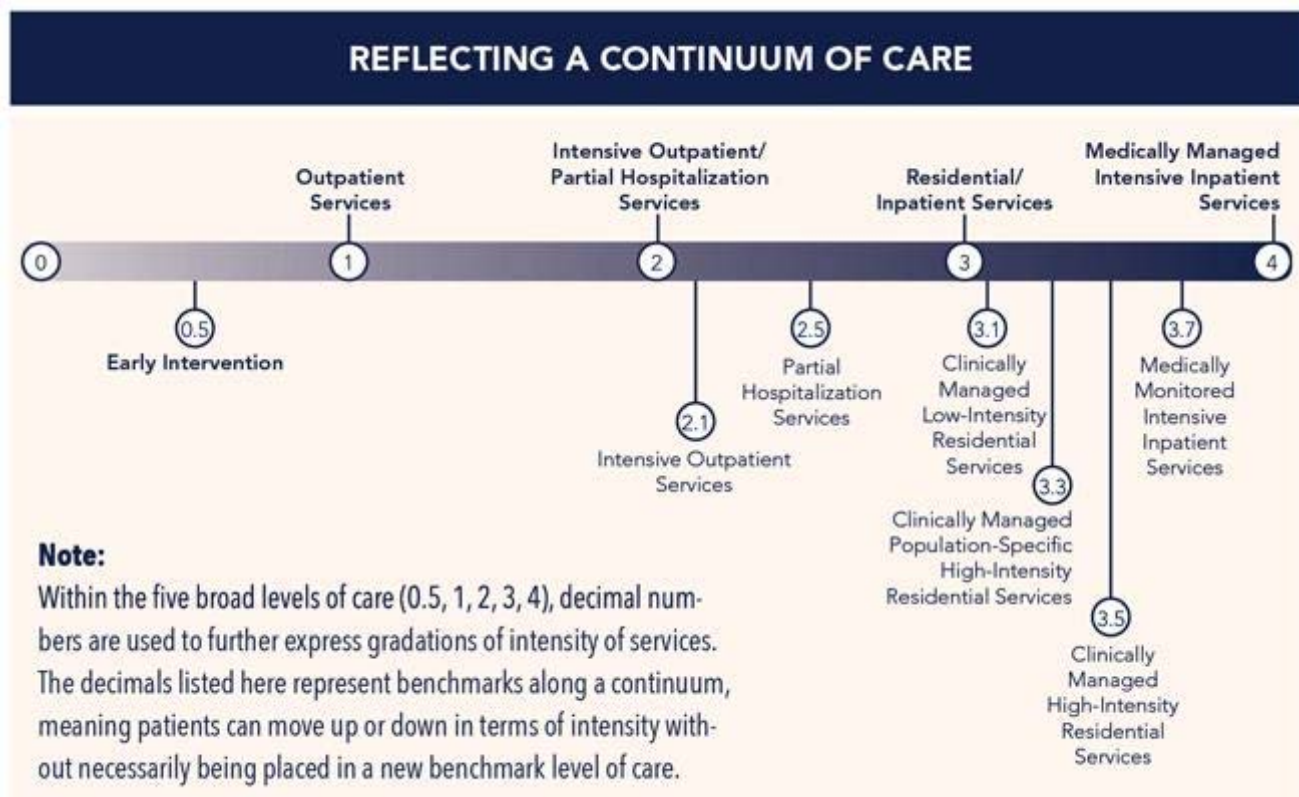 REFLECTING A CONTINUUM OF CARE
Outpatient
Services
Intensive Outpatient/
Partial Hospitalization
Services
Residential/
Inpatient Services
Medically Managed
Intensive Inpatient
Services
0
1
2
3
4
0.5
Early Intervention
2.1
Intensive Outpatient
Services
2.5
Partial
Hospitalization
Services
3.1
Clinically
Managed
Low-Intensity
Residential
Services
3.3
Clinically Managed
Population-Specific
High-Intensity
Residential Services
3.5
Clinically
Managed
High-Intensity
Residential
Services
3.7
Medically
Monitored
Intensive
Inpatient
Services
Note:
Within the five broad levels of care (0.5, 1, 2, 3, 4), decimal num-
bers are used to further express gradations of intensity of services.
The decimals listed here represent benchmarks along a continuum,
meaning patients can move up or down in terms of intensity with-
out necessarily being placed in a new benchmark level of care.